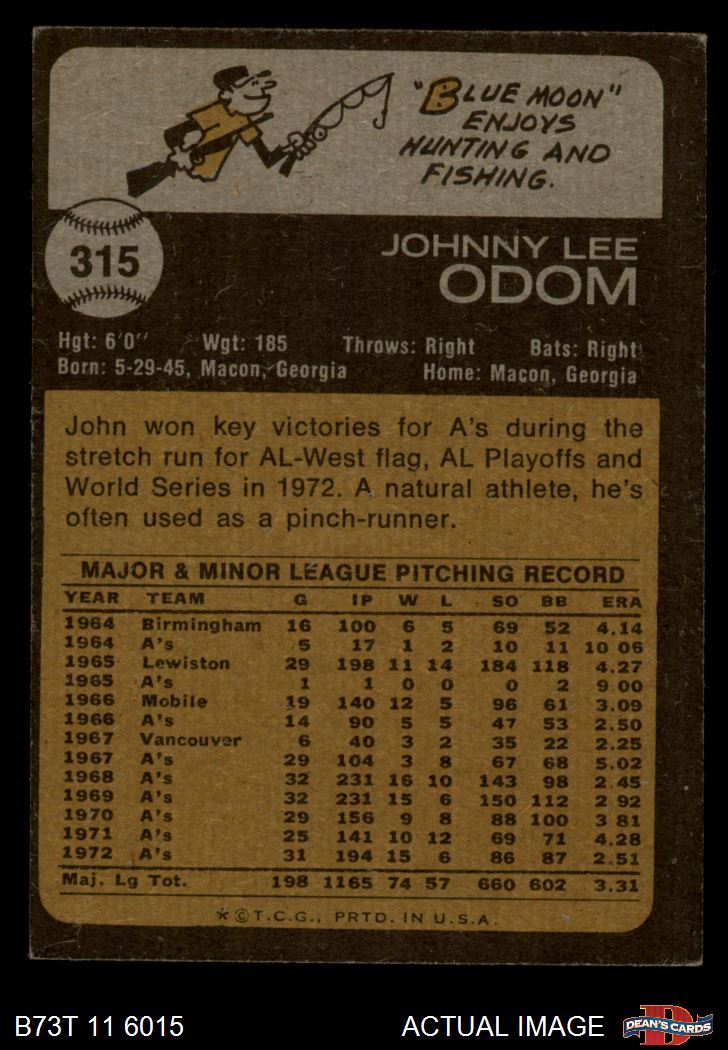 "BLUE MOON"
ENJOYS
HUNTING AND
FISHING.
315
JOHNNY LEE
ODOM
Hgt: 6'0" Wgt: 185 Throws: Right Bats: Right
Born: 5-29-45, Macon, Georgia Home: Macon, Georgia
John won key victories for A's during the
stretch run for AL-West flag, AL Playoffs and
World Series in 1972. A natural athlete, he's
often used as a pinch-runner.
MAJOR & MINOR LEAGUE PITCHING RECORD
YEAR TEAM G IP W L SO BB ERA
1964 Birmingham 16 100 6 5 69 52 4.14
1964 A's 5 17 1 2 10 11 10 06
1965 Lewiston 29 198 11 14 184 118 4.27
1965 A's 1 1 0 0 0 2 9 00
1966 Mobile 19 140 12 5 96 61 3.09
1966 A's 14 90 5 5 47 53 2.50
1967 Vancouver 6 40 3 2 35 22 2.25
1967 A's 29 104 3 8 67 68 5.02
1968 A's 32 231 16 10 143 98 2 45
1969 A's 32 231 15 6 150 112 2 92
1970 A's 29 156 9 8 88 100 3 81
1971 A's 25 141 10 12 69 71 4.28
1972 A's 31 194 15 6 86 87 2.51
Maj. Lg Tot. 198 1165 74 57 660 602 3.31
*©T.C.G., PRTD. IN U.S.A.
B73T 11 6015 ACTUAL IMAGE D DEAN'S CARDS